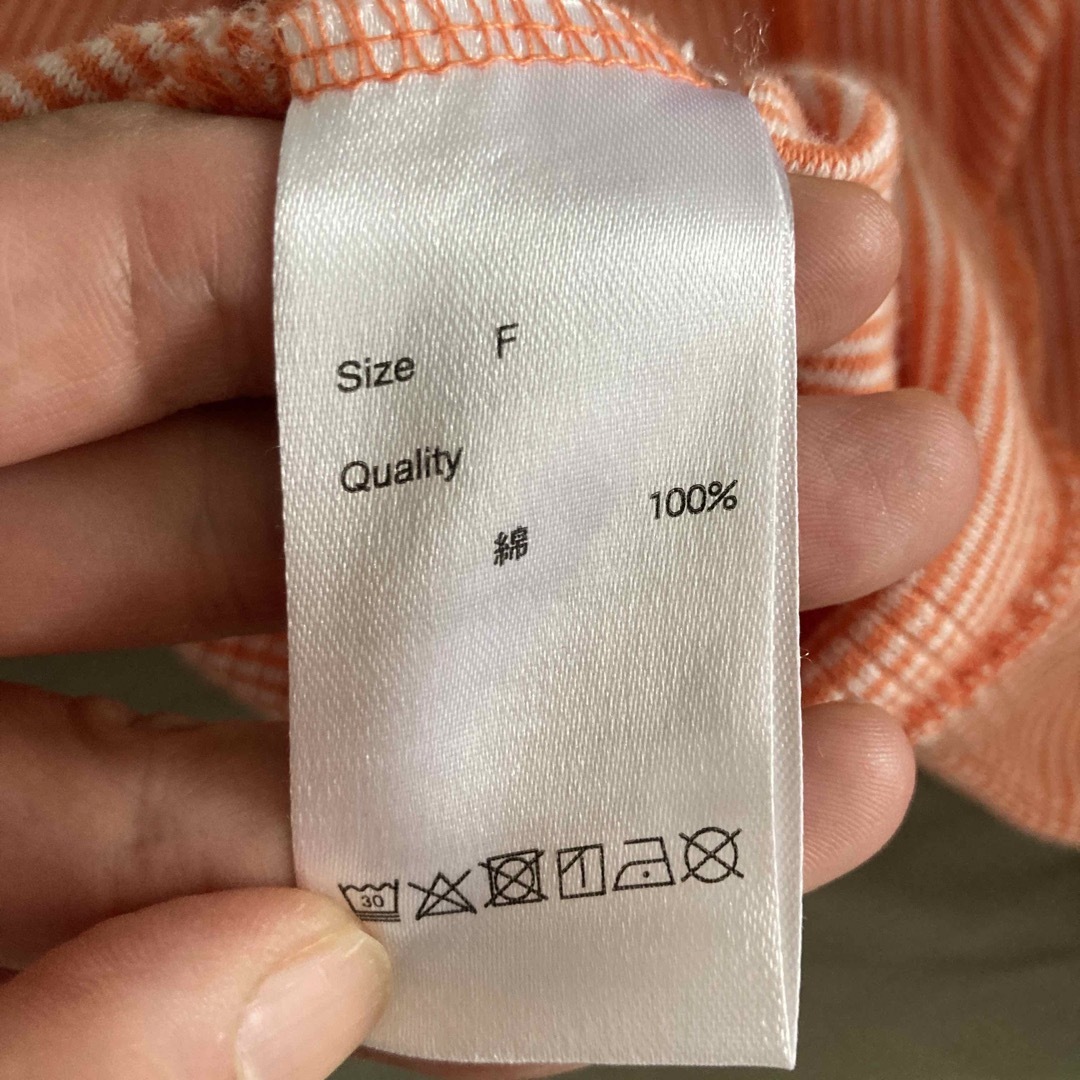 Size F
Quality
綿 100%
30